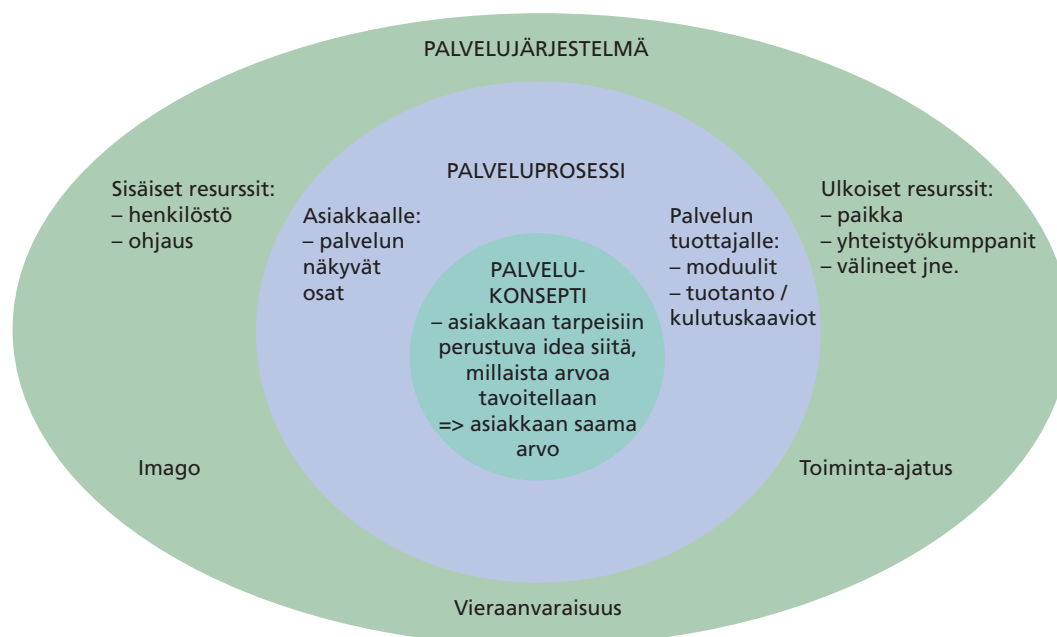 PALVELUJÄRJESTELMÄ
PALVELUPROSESSI
Sisäiset resurssit:
– henkilöstö
– ohjaus
Asiakkaalle:
– palvelun
näkyvät
osat
PALVELU-
KONSEPTI
– asiakkaan tarpeisiin
perustuva idea siitä,
millaista arvoa
tavoitellaan
=> asiakkaan saama
arvo
Palvelun
tuottajalle:
– moduulit
– tuotanto /
kulutuskaaviot
Ulkoiset resurssit:
– paikka
– yhteistyökumppanit
– välineet jne.
Imago
Toiminta-ajatus
Vieraanvaraisuus